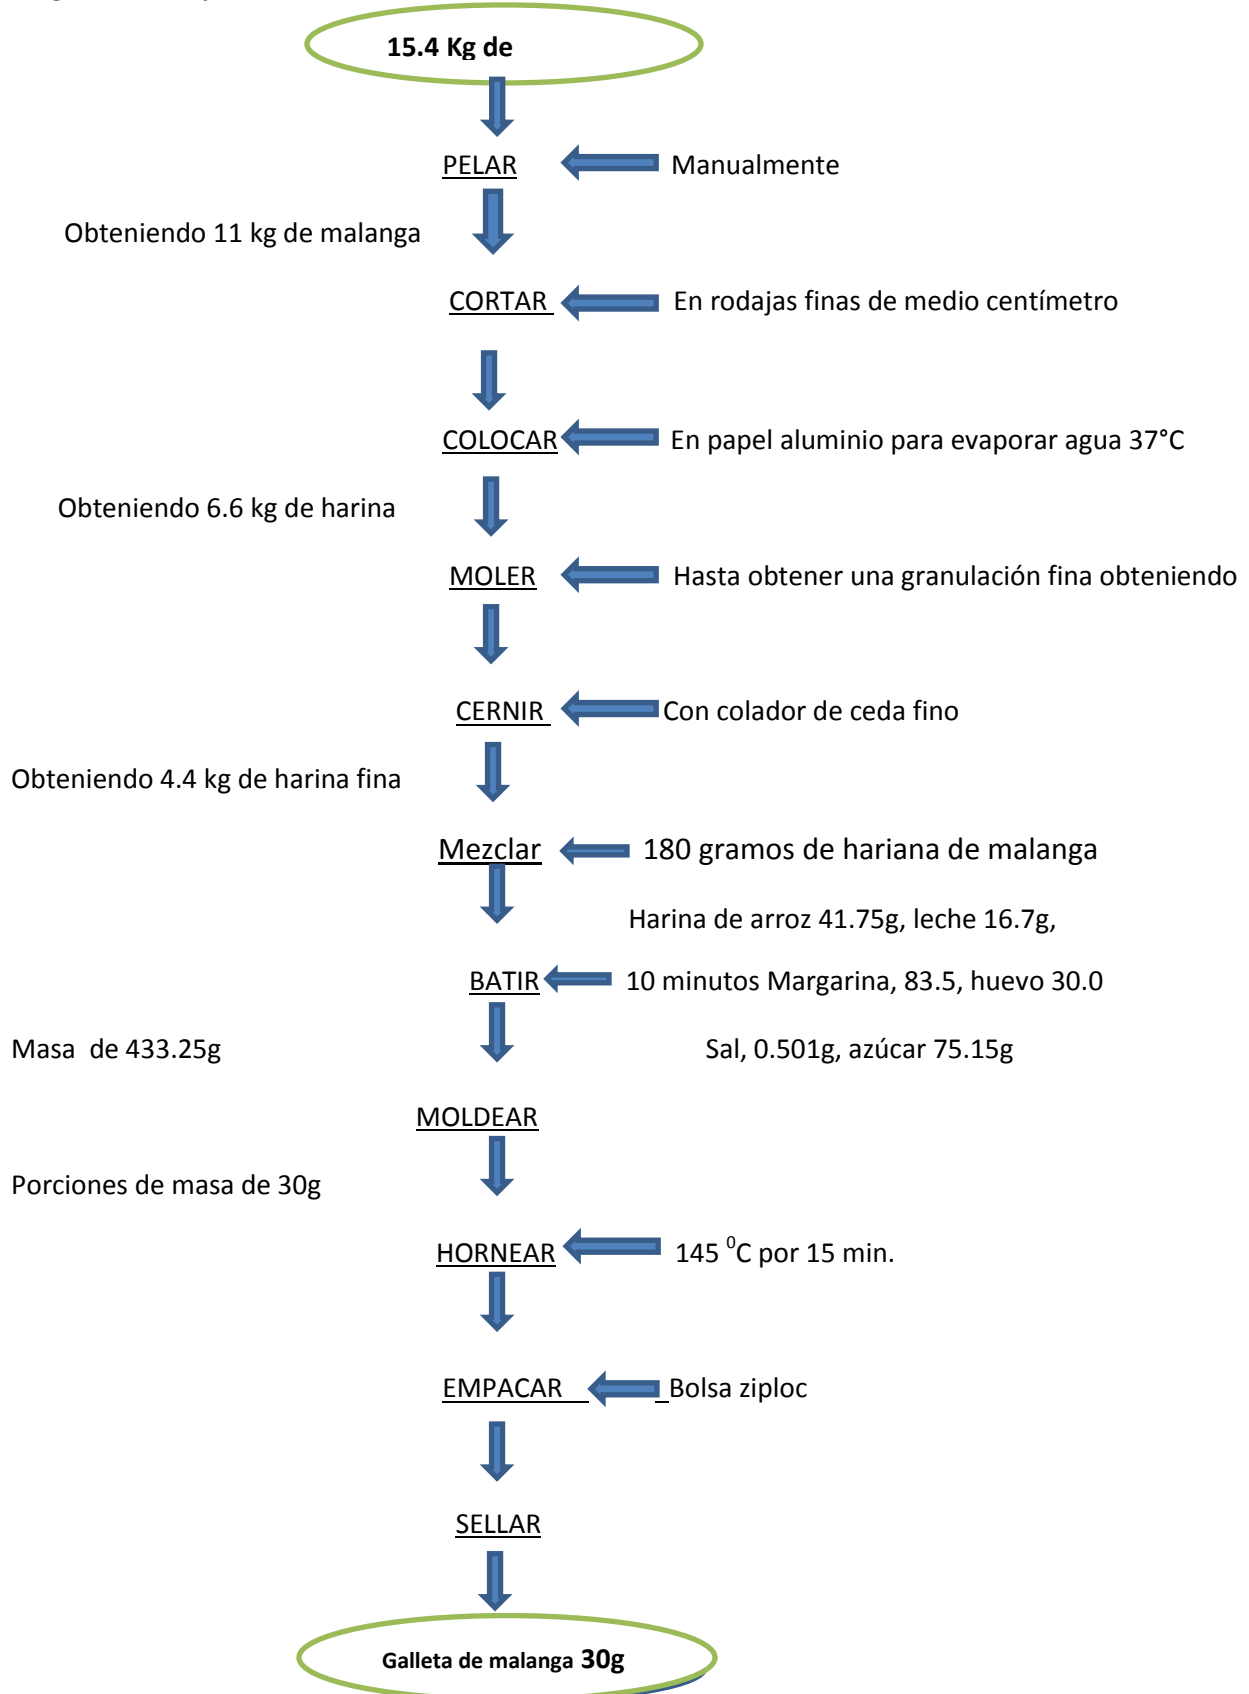 15.4 Kg de
PELAR Manualmente
Obteniendo 11 kg de malanga
CORTAR En rodajas finas de medio centímetro
COLOCAR En papel aluminio para evaporar agua 37°C
Obteniendo 6.6 kg de harina
MOLER Hasta obtener una granulación fina obteniendo
CERNIR Con colador de ceda fino
Obteniendo 4.4 kg de harina fina
Mezclar 180 gramos de hariana de malanga
Harina de arroz 41.75g, leche 16.7g,
BATIR 10 minutos Margarina, 83.5, huevo 30.0
Masa de 433.25g Sal, 0.501g, azúcar 75.15g
MOLDEAR
Porciones de masa de 30g
HORNEAR 145 ⁰C por 15 min.
EMPACAR Bolsa ziploc
SELLAR
Galleta de malanga 30g